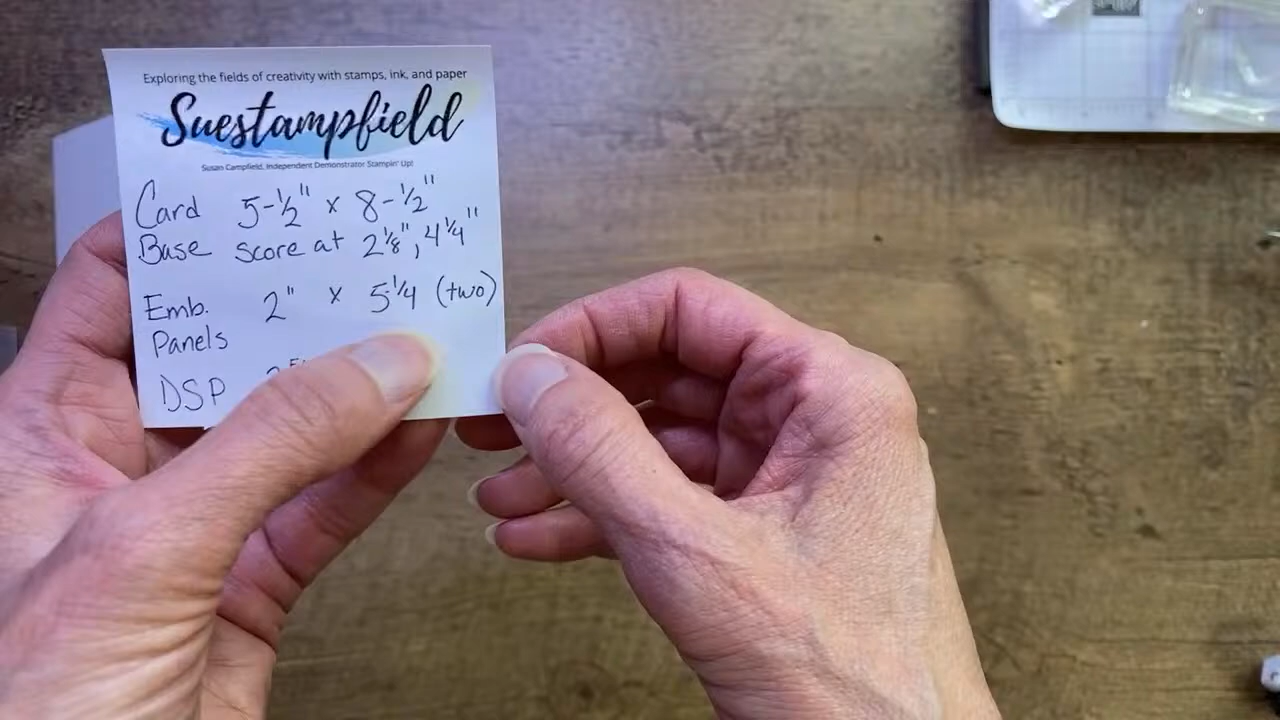 Exploring the fields of creativity with stamps, ink, and paper
Suestampfield
Susan Campfield, Independent Demonstrator Stampin' Up!
Card 5-1/2" x 8-1/2"
Base score at 2 1/8", 4 1/4"
Emb. 2" x 5 1/4 (two)
Panels
DSP